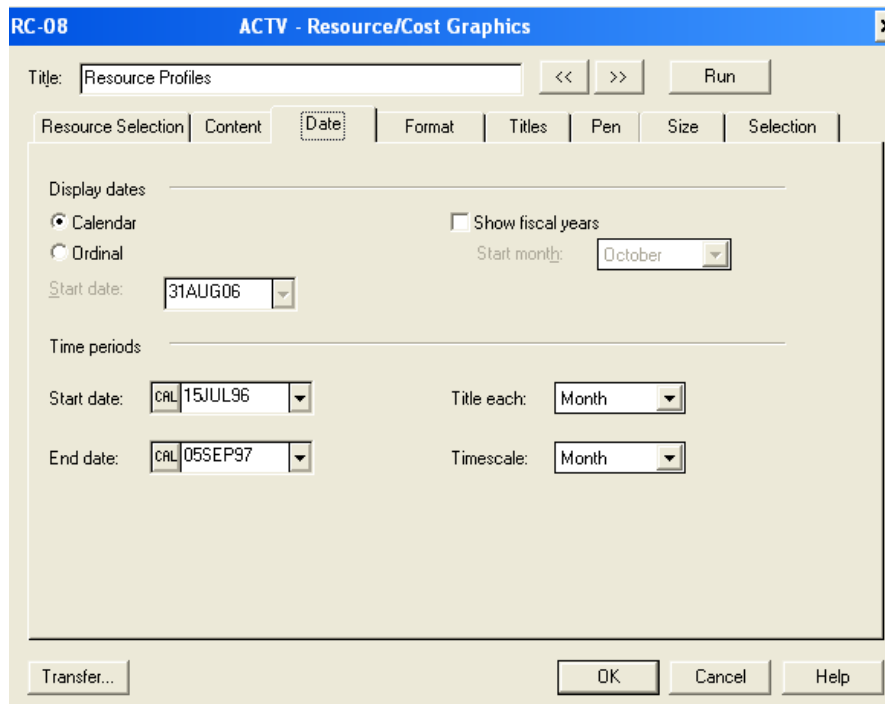 RC-08 ACTV - Resource/Cost Graphics
Title: Resource Profiles << >> Run
Resource Selection Content Date Format Titles Pen Size Selection
Display dates
Calendar Show fiscal years
Ordinal Start month: October
Start date: 31AUG06
Time periods
Start date: CAL 15JUL96 Title each: Month
End date: CAL 05SEP97 Timescale: Month
Transfer... OK Cancel Help